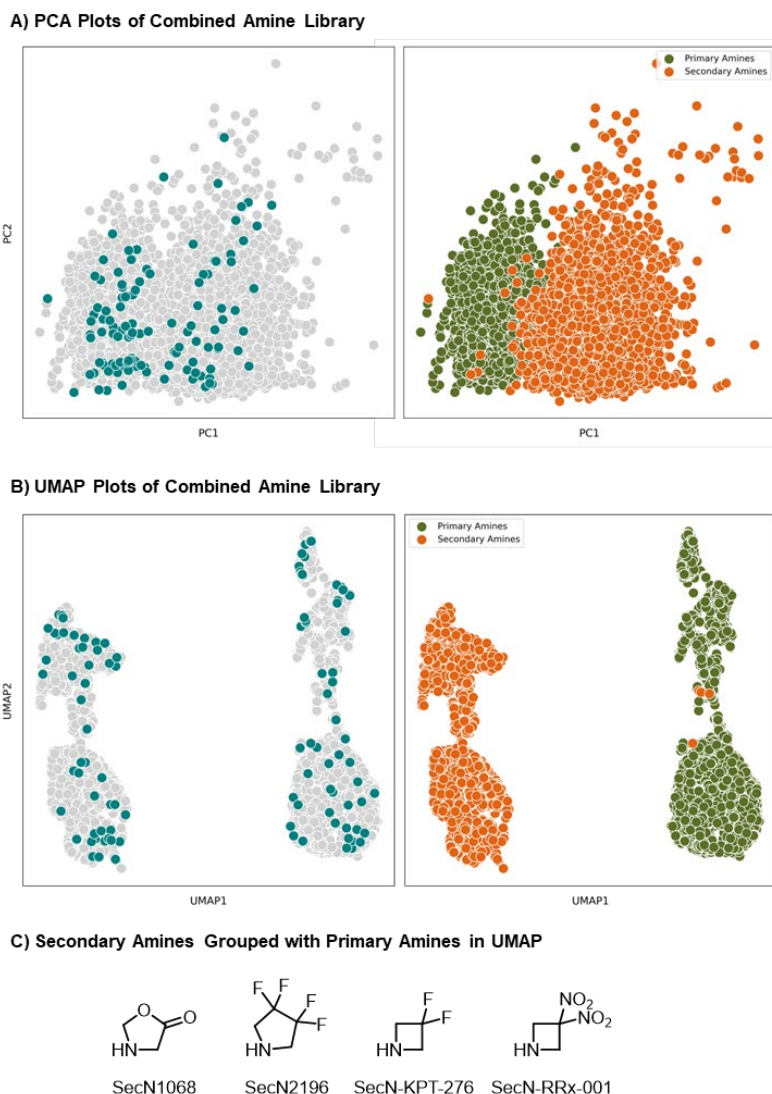 A) PCA Plots of Combined Amine Library
Primary Amines
Secondary Amines
PC2
PC1
PC1
B) UMAP Plots of Combined Amine Library
Primary Amines
Secondary Amines
UMAP2
UMAP1
UMAP1
C) Secondary Amines Grouped with Primary Amines in UMAP
O
O
HN
F
F
F
F
HN
F
F
HN
NO₂
NO₂
HN
SecN1068
SecN2196
SecN-KPT-276
SecN-RRx-001